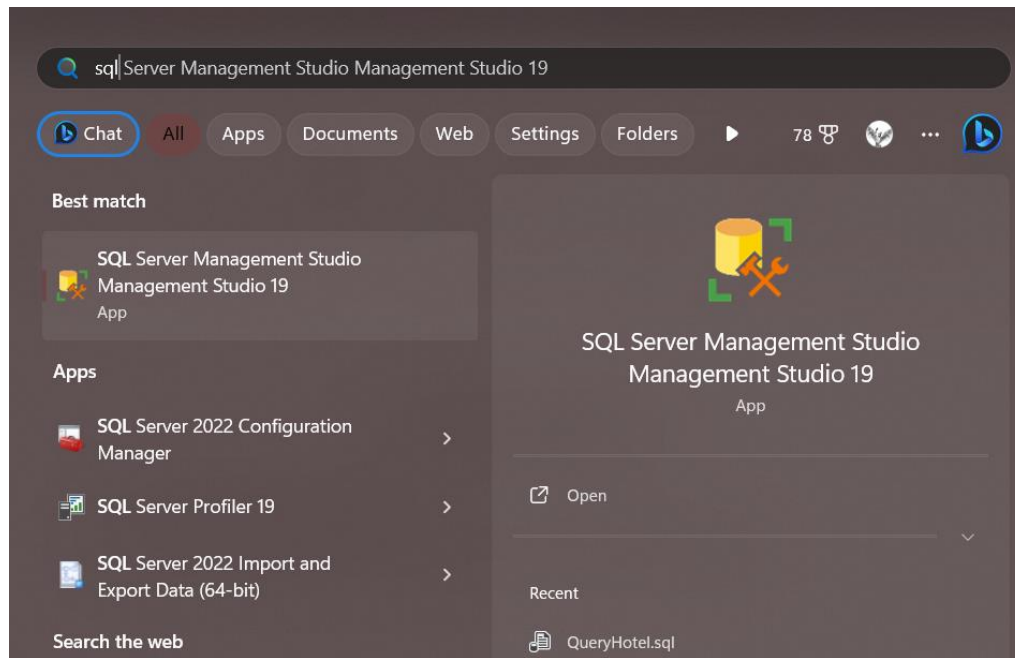 sql Server Management Studio Management Studio 19
Chat All Apps Documents Web Settings Folders 78
Best match
SQL Server Management Studio
Management Studio 19
App
Apps
SQL Server 2022 Configuration
Manager
SQL Server Profiler 19
SQL Server 2022 Import and
Export Data (64-bit)
Search the web
SQL Server Management Studio
Management Studio 19
App
Open
Recent
QueryHotel.sql